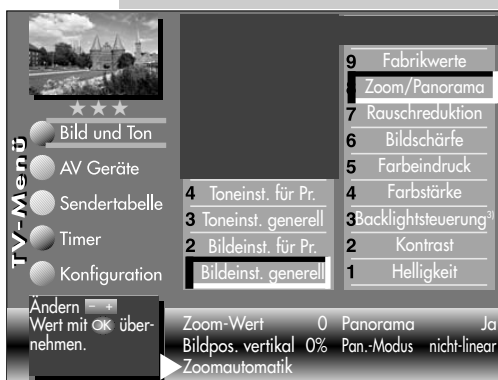 TV-Menü
Bild und Ton
AV Geräte
Sendertabelle
Timer
Konfiguration
4 Toneinst. für Pr.
3 Toneinst. generell
2 Bildeinst. für Pr.
Bildeinst. generell
9 Fabrikwerte
8 Zoom/Panorama
7 Rauschreduktion
6 Bildschärfe
5 Farbeindruck
4 Farbstärke
3 Backlightsteuerung3)
2 Kontrast
1 Helligkeit
Ändern - +
Wert mit OK über-
nehmen.
Zoom-Wert 0 Panorama Ja
Bildpos. vertikal 0% Pan.-Modus nicht-linear
Zoomautomatik